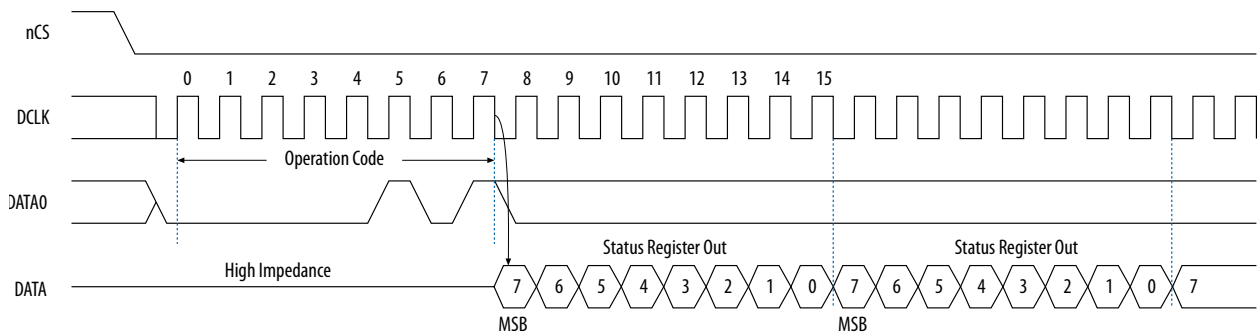 nCS
0 1 2 3 4 5 6 7 8 9 10 11 12 13 14 15
DCLK
Operation Code
DATA0
Status Register Out Status Register Out
High Impedance
DATA 7 6 5 4 3 2 1 0 7 6 5 4 3 2 1 0 7
MSB MSB